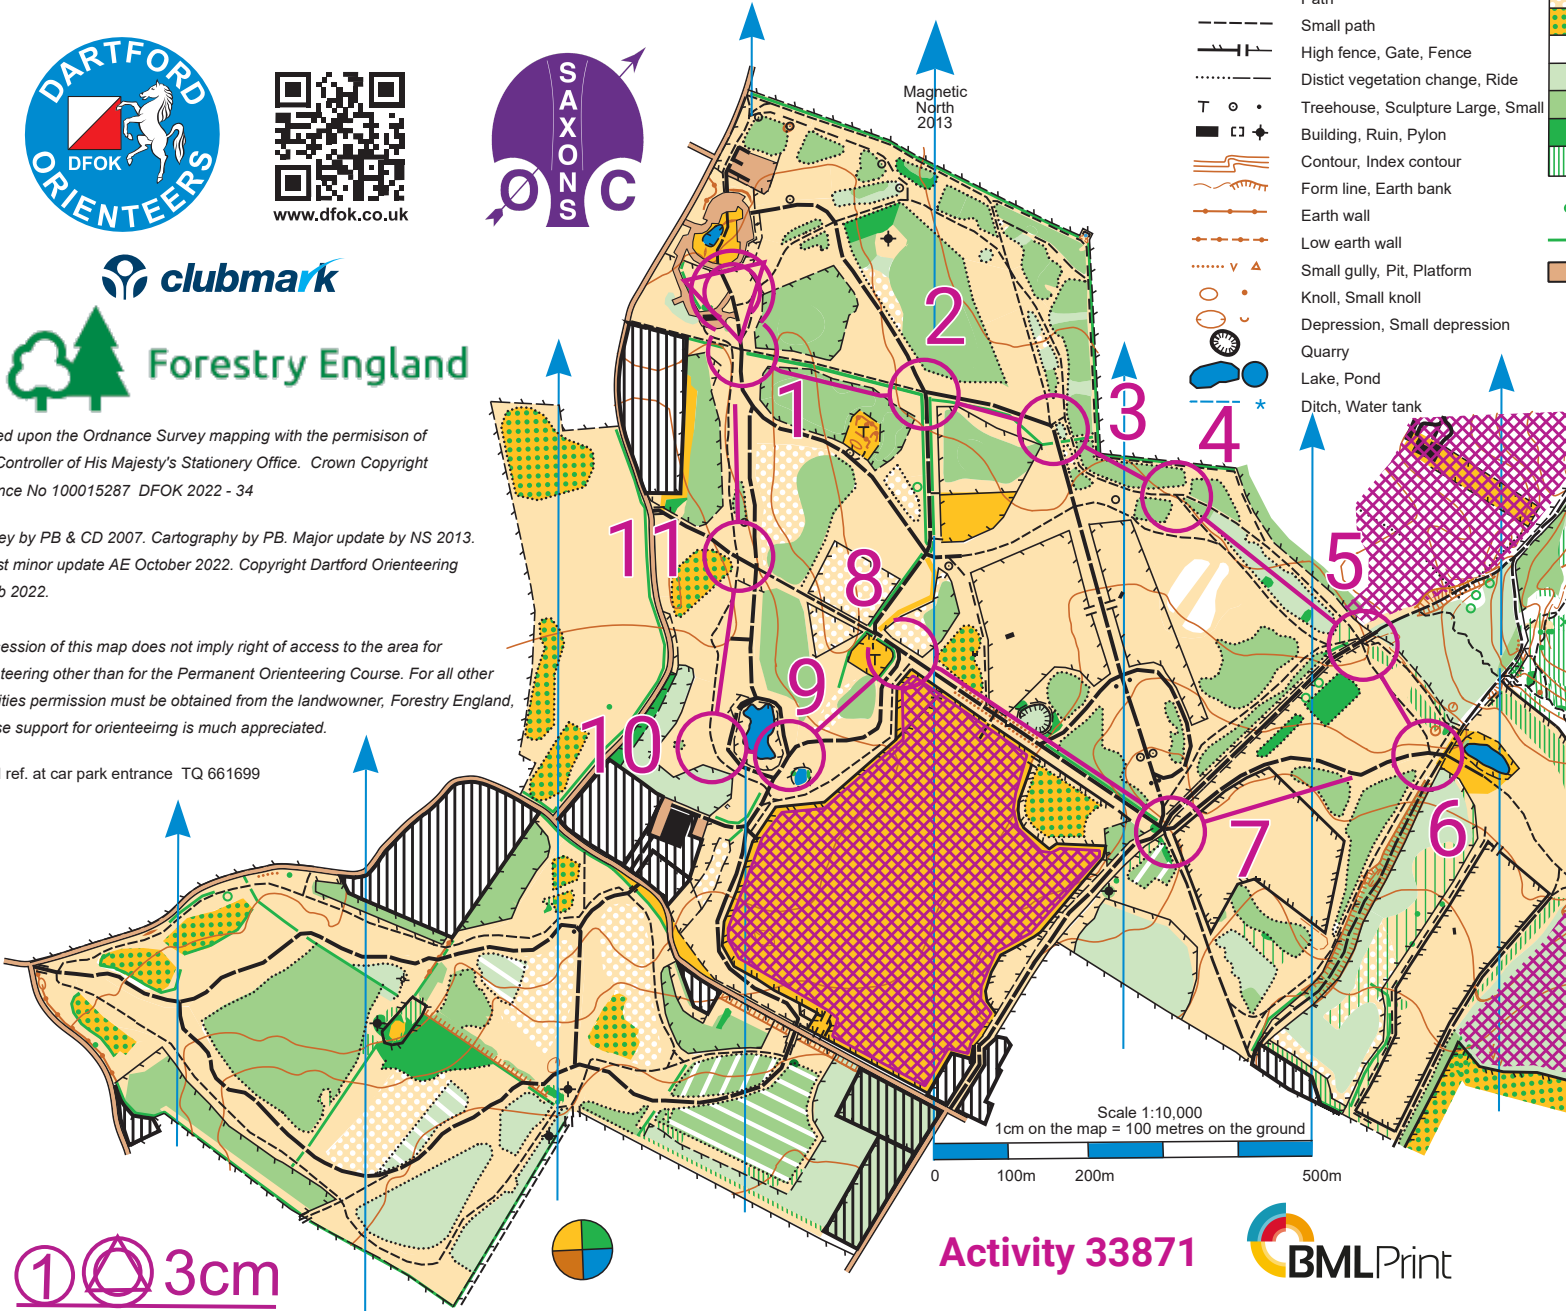 DARTFORD
DFOK
ORIENTEERS
www.dfok.co.uk
SAXONS
O C
clubmark
Forestry England
ed upon the Ordnance Survey mapping with the permisison of
Controller of His Majesty's Stationery Office. Crown Copyright
nce No 100015287 DFOK 2022 - 34
ey by PB & CD 2007. Cartography by PB. Major update by NS 2013.
st minor update AE October 2022. Copyright Dartford Orienteering
b 2022.
ession of this map does not imply right of access to the area for
teering other than for the Permanent Orienteering Course. For all other
ities permission must be obtained from the landwowner, Forestry England,
se support for orienteeirng is much appreciated.
l ref. at car park entrance TQ 661699
Magnetic
North
2013
Path
Small path
High fence, Gate, Fence
Distict vegetation change, Ride
Treehouse, Sculpture Large, Small
Building, Ruin, Pylon
Contour, Index contour
Form line, Earth bank
Earth wall
Low earth wall
Small gully, Pit, Platform
Knoll, Small knoll
Depression, Small depression
Quarry
Lake, Pond
Ditch, Water tank
1
2
3
4
5
6
7
8
9
10
11
Scale 1:10,000
1cm on the map = 100 metres on the ground
0 100m 200m 500m
Activity 33871
BMLPrint
1 3cm